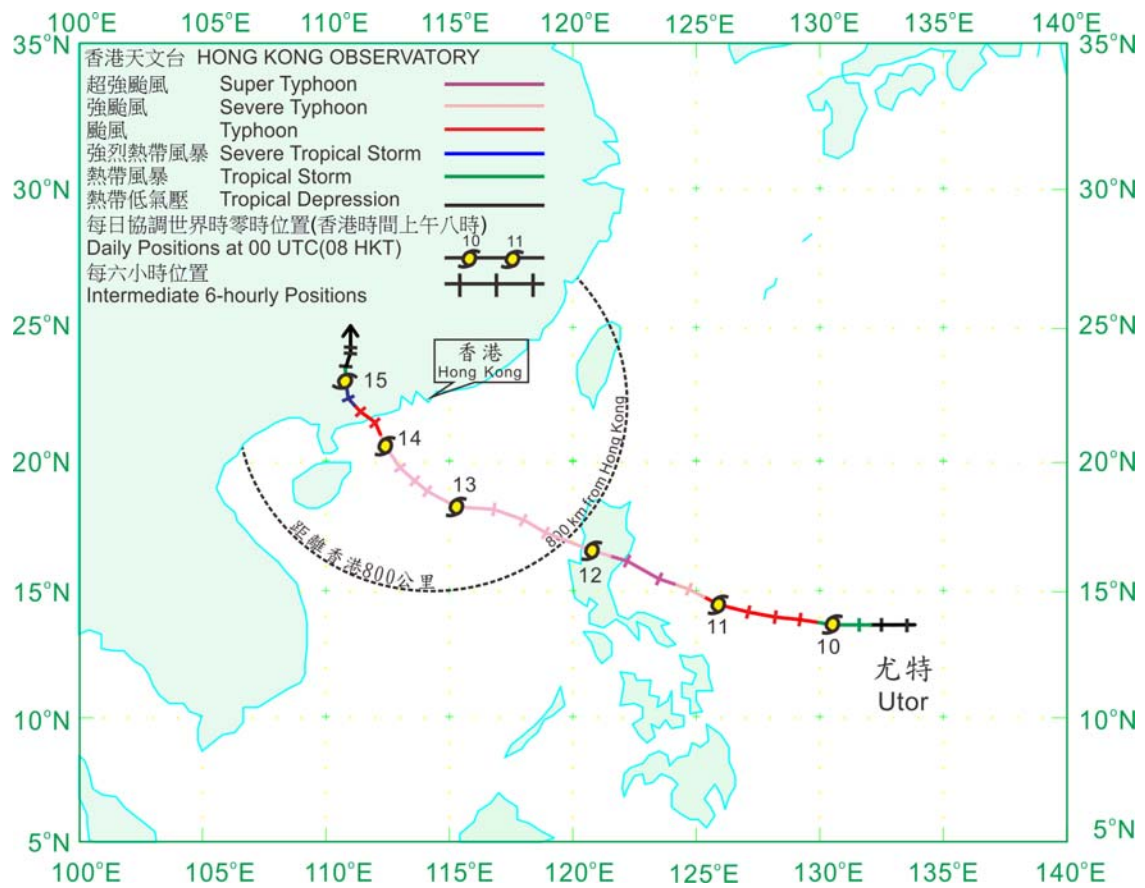 100°E 105°E 110°E 115°E 120°E 125°E 130°E 135°E 140°E
35°N 35°N
香港天文台 HONG KONG OBSERVATORY
超強颱風 Super Typhoon
強颱風 Severe Typhoon
颱風 Typhoon
強烈熱帶風暴 Severe Tropical Storm
30°N 30°N
熱帶風暴 Tropical Storm
熱帶低氣壓 Tropical Depression
每日協調世界時零時位置(香港時間上午八時)
Daily Positions at 00 UTC(08 HKT) 10 11
每六小時位置
Intermediate 6-hourly Positions
25°N 25°N
香港
Hong Kong
15
14
20°N 20°N
13
800 km from Hong Kong
距離香港800公里
12
15°N 15°N
11
10
尤特
Utor
10°N 10°N
5°N 5°N
100°E 105°E 110°E 115°E 120°E 125°E 130°E 135°E 140°E